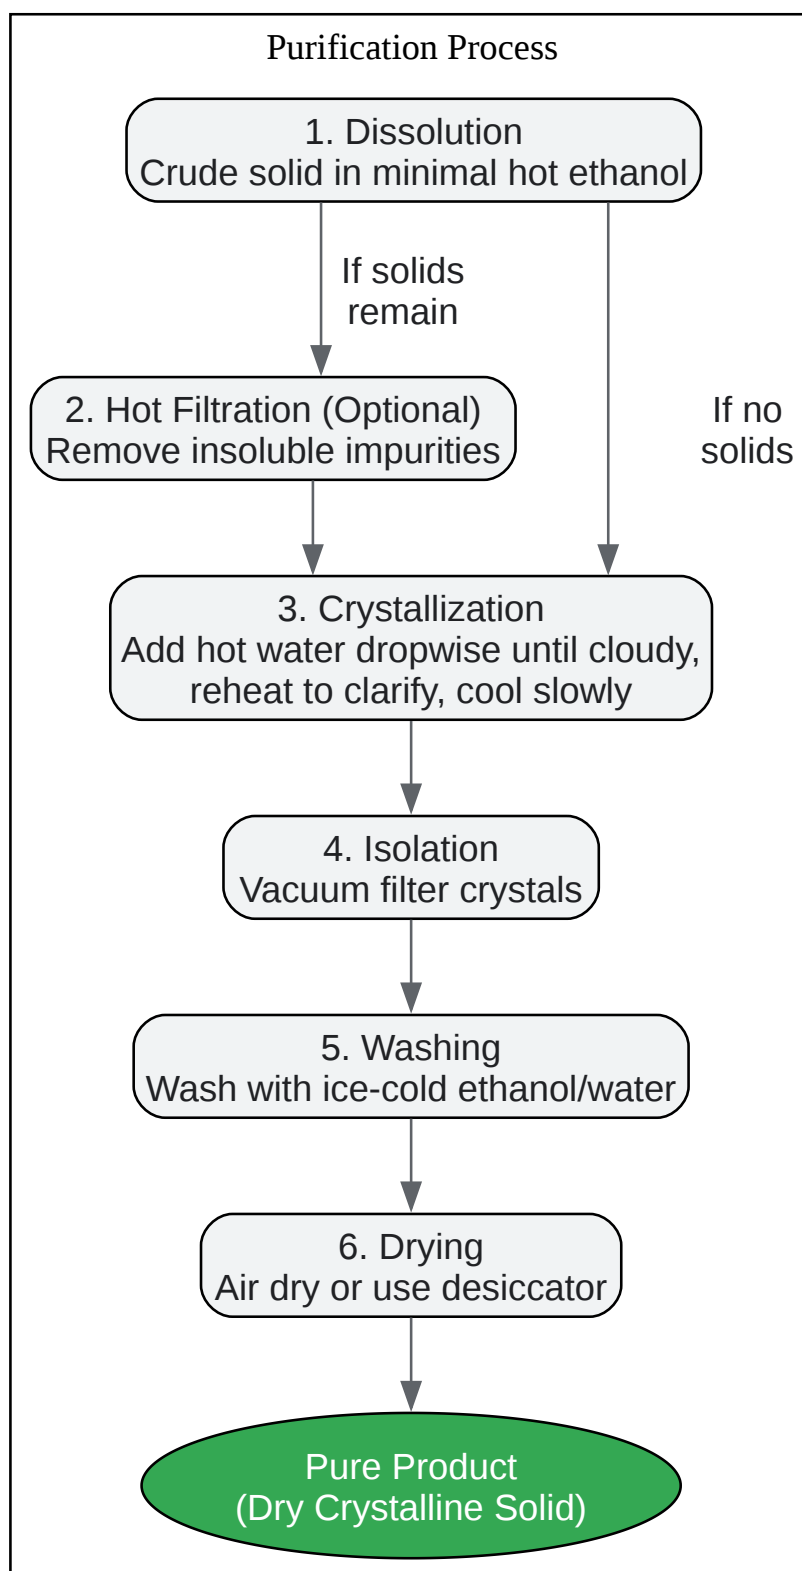 Purification Process
1. Dissolution
Crude solid in minimal hot ethanol
If solids
remain
2. Hot Filtration (Optional)
Remove insoluble impurities
If no
solids
3. Crystallization
Add hot water dropwise until cloudy,
reheat to clarify, cool slowly
4. Isolation
Vacuum filter crystals
5. Washing
Wash with ice-cold ethanol/water
6. Drying
Air dry or use desiccator
Pure Product
(Dry Crystalline Solid)